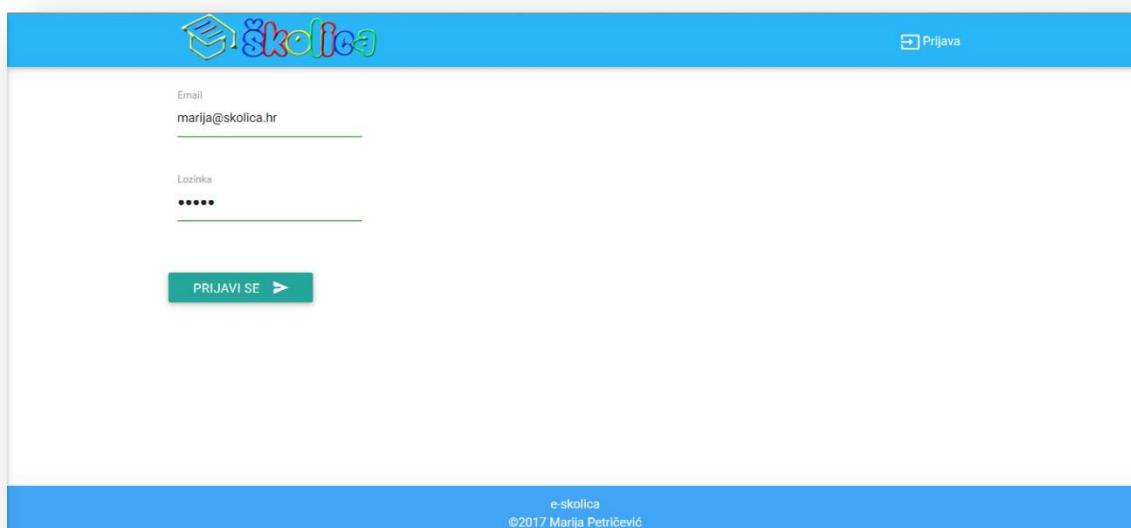 školica
Prijava
Email
marija@skolica.hr
Lozinka
•••••
PRIJAVI SE
e-skolica
©2017 Marija Petričević